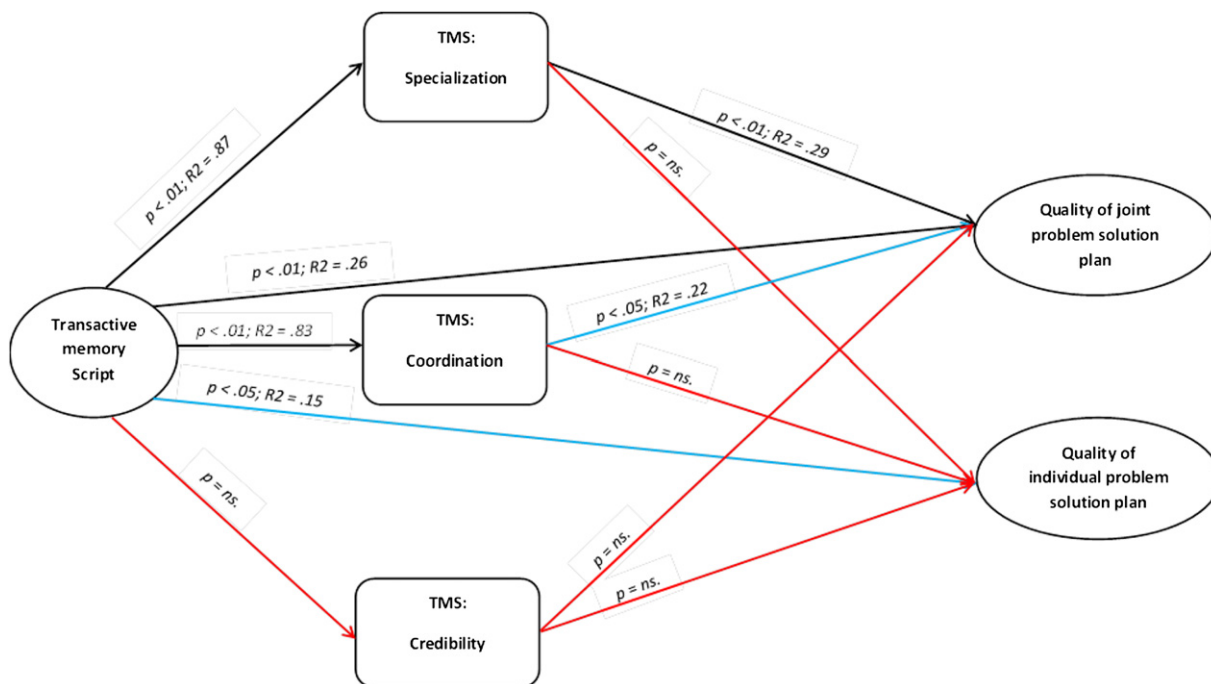 TMS:
Specialization
p < .01; R2 = .87
p < .01; R2 = .29
p = ns.
Quality of joint
problem solution
plan
p < .01; R2 = .26
Transactive
memory
Script
p < .01; R2 = .83
TMS:
Coordination
p < .05; R2 = .22
p < .05; R2 = .15
p = ns.
Quality of
individual problem
solution plan
p = ns.
p = ns.
p = ns.
TMS:
Credibility